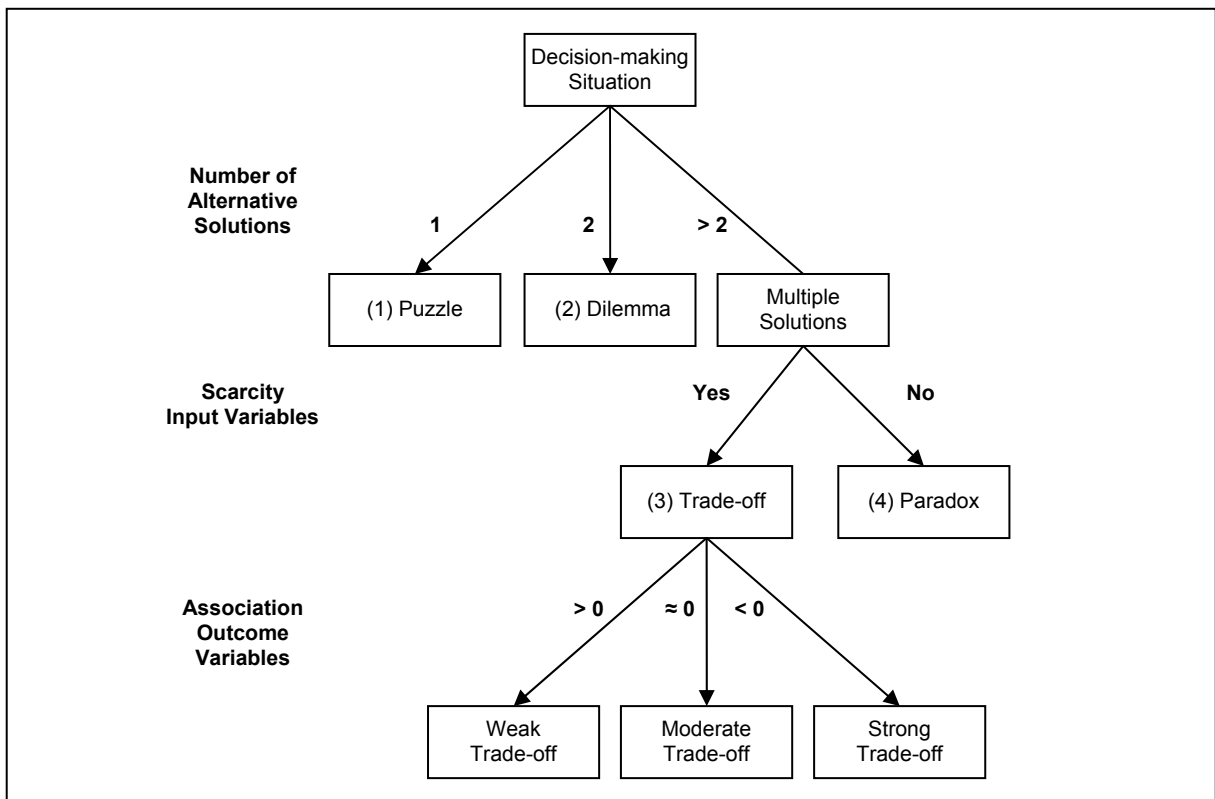 Decision-making
Situation
Number of
Alternative
Solutions
1
2
> 2
(1) Puzzle
(2) Dilemma
Multiple
Solutions
Scarcity
Input Variables
Yes
No
(3) Trade-off
(4) Paradox
Association
Outcome
Variables
> 0
≈ 0
< 0
Weak
Trade-off
Moderate
Trade-off
Strong
Trade-off